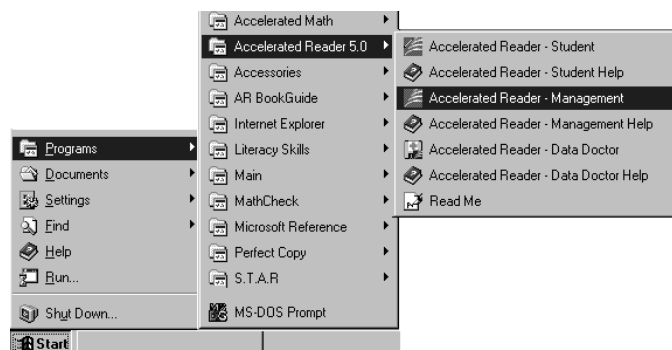 Programs
Documents
Settings
Find
Help
Run...
Shut Down...
Start
Accelerated Math
Accelerated Reader 5.0
Accessories
AR BookGuide
Internet Explorer
Literacy Skills
Main
MathCheck
Microsoft Reference
Perfect Copy
S.T.A.R
MS-DOS Prompt
Accelerated Reader - Student
Accelerated Reader - Student Help
Accelerated Reader - Management
Accelerated Reader - Management Help
Accelerated Reader - Data Doctor
Accelerated Reader - Data Doctor Help
Read Me